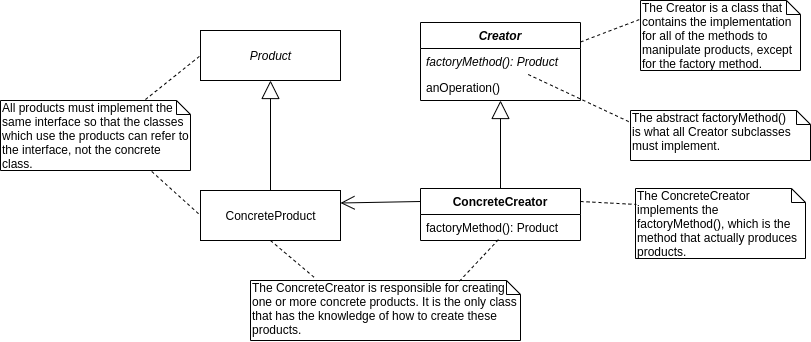 Product
Creator
factoryMethod(): Product
anOperation()
The Creator is a class that
contains the implementation
for all of the methods to
manipulate products, except
for the factory method.
All products must implement the
same interface so that the classes
which use the products can refer to
the interface, not the concrete
class.
The abstract factoryMethod()
is what all Creator subclasses
must implement.
ConcreteProduct
ConcreteCreator
factoryMethod(): Product
The ConcreteCreator
implements the
factoryMethod(), which is the
method that actually produces
products.
The ConcreteCreator is responsible for creating
one or more concrete products. It is the only class
that has the knowledge of how to create these
products.